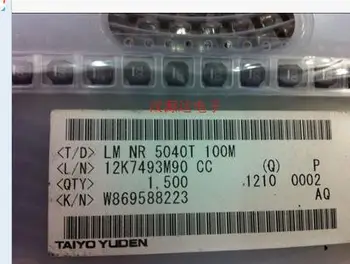 <T/D> LM NR 5040T 100M
<L/N> 12K7493M90 CC (Q) P
<QTY> 1.500 1210 0002
<K/N> W869588223 AQ
TAIYO YUDEN